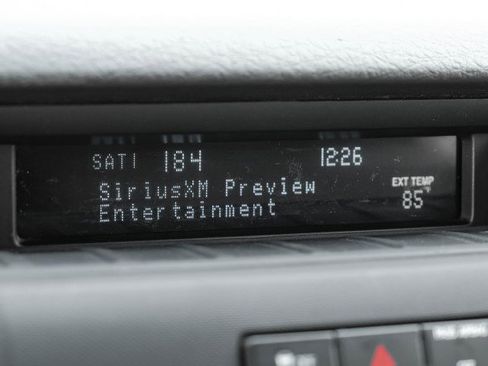 SAT1 184 12:26
SiriusXM Preview
Entertainment
EXT TEMP
85°F